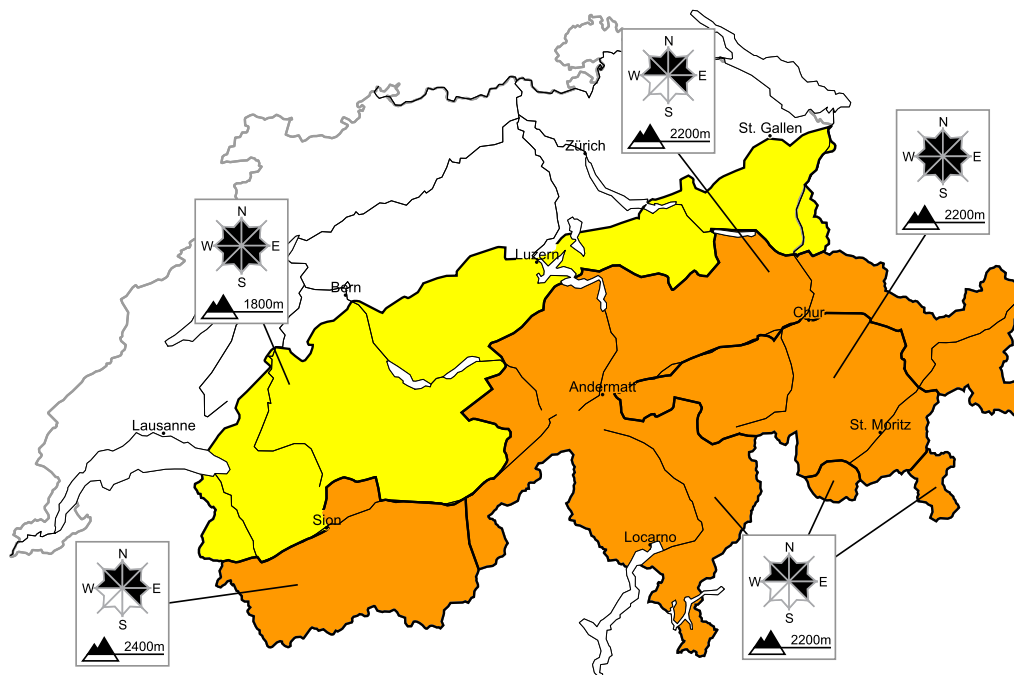 N
W E
S
2200m
St. Gallen
Zürich
N
W E
S
2200m
N
W E
S
1800m
Luzern
Bern
Chur
Andermatt
Lausanne
St. Moritz
Sion
Locarno
N
W E
S
2400m
N
W E
S
2200m